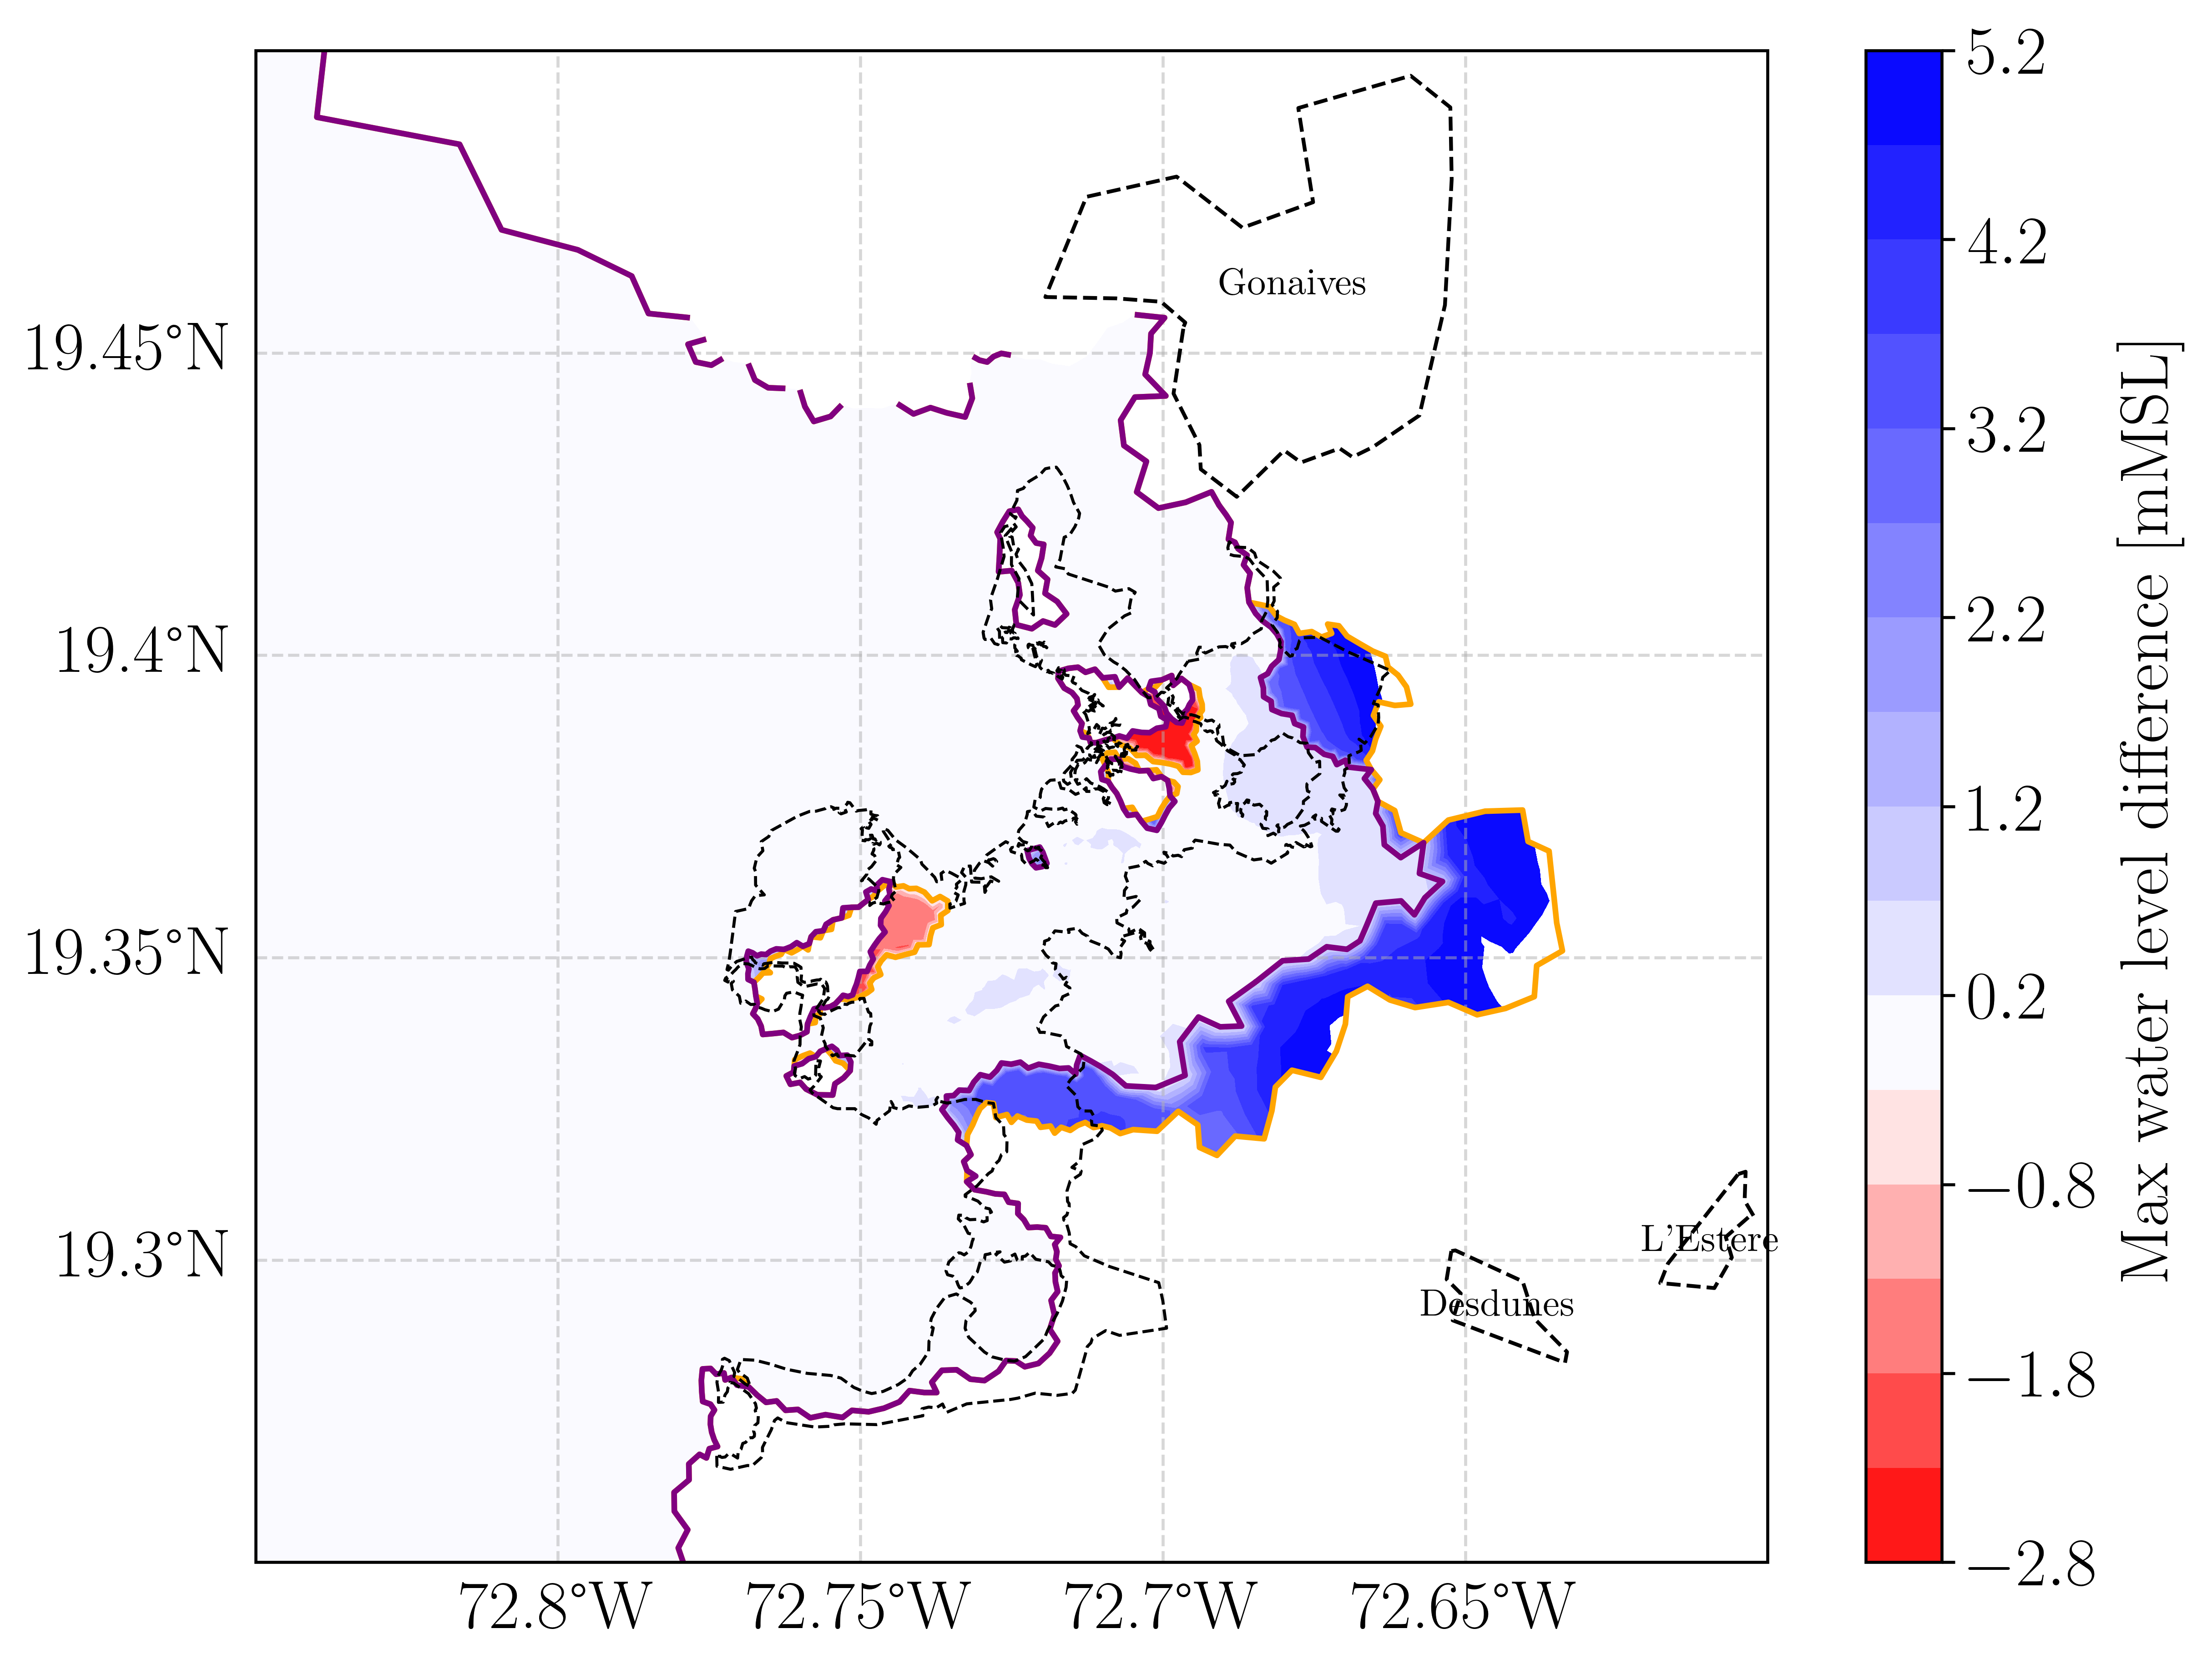 5.2
4.2
3.2
2.2
1.2
0.2
−0.8
−1.8
−2.8
Max water level difference [mMSL]
19.45°N
19.4°N
19.35°N
19.3°N
72.8°W
72.75°W
72.7°W
72.65°W
Gonaives
L'Estere
Desdunes